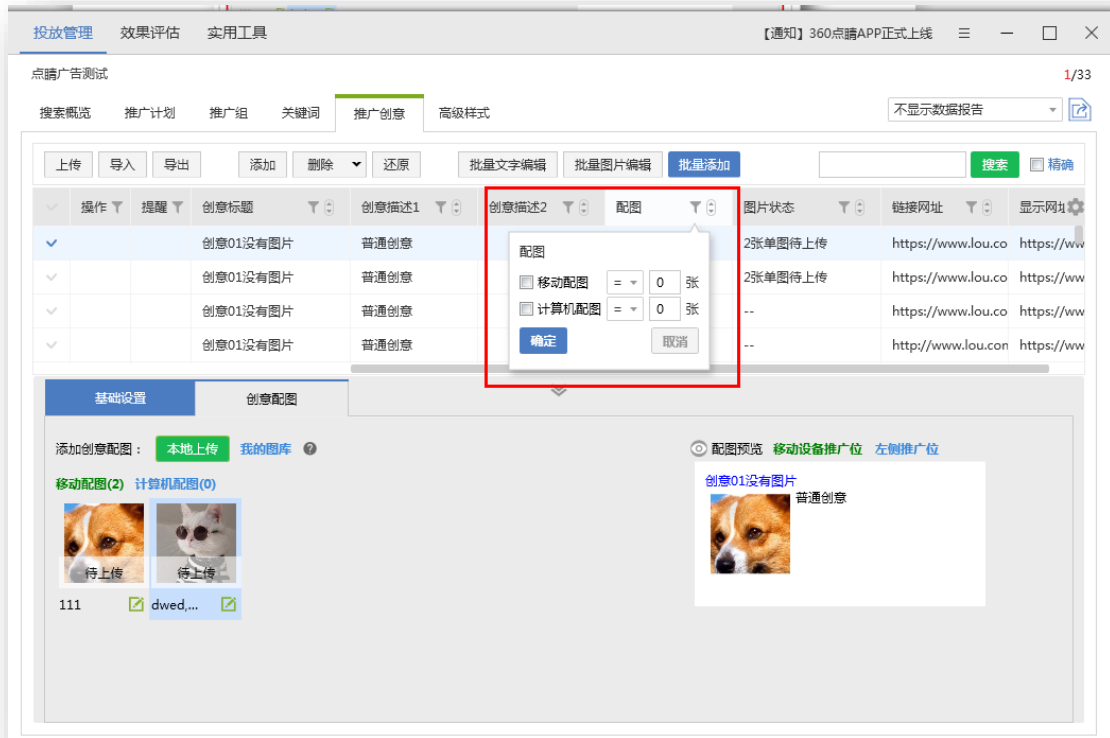 投放管理 效果评估 实用工具 【通知】360点睛APP正式上线
点睛广告测试 1/33
搜索概览 推广计划 推广组 关键词 推广创意 高级样式 不显示数据报告
上传 导入 导出 添加 删除 还原 批量文字编辑 批量图片编辑 批量添加 搜索 精确
操作 提醒 创意标题 创意描述1 创意描述2 配图 图片状态 链接网址 显示网址
创意01没有图片 普通创意 2张单图待上传 https://www.lou.co https://ww
创意01没有图片 普通创意 2张单图待上传 https://www.lou.co https://ww
创意01没有图片 普通创意 -- https://www.lou.co https://ww
创意01没有图片 普通创意 -- http://www.lou.con https://ww
配图
移动配图 = 0 张
计算机配图 = 0 张
确定 取消
基础设置 创意配图
添加创意配图： 本地上传 我的图库 ?
移动配图(2) 计算机配图(0)
待上传 待上传
111 dwed,...
配图预览 移动设备推广位 左侧推广位
创意01没有图片
普通创意